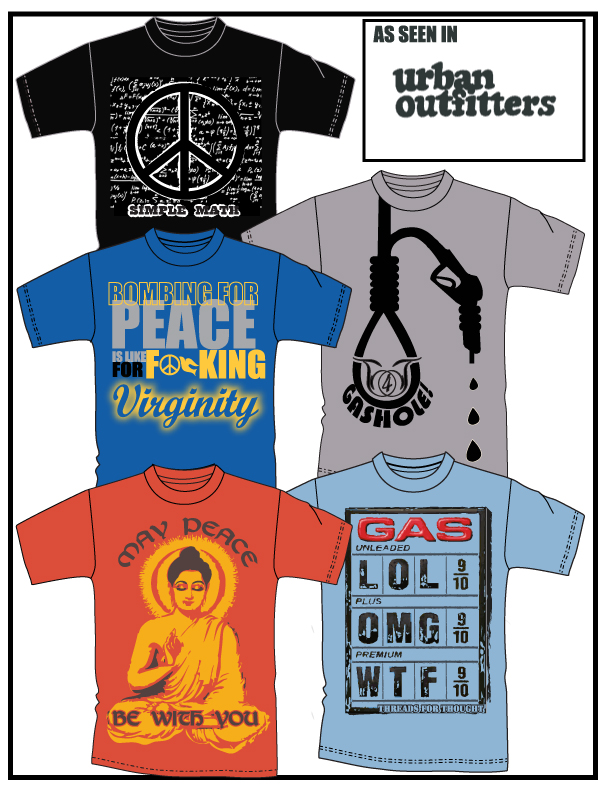 AS SEEN IN
urban
outfitters
SIMPLE MATH
BOMBING FOR
PEACE
IS LIKE
FOR F KING
Virginity
4
GASHOLE!
MAY PEACE
BE WITH YOU
GAS
UNLEADED
LOL 9/10
PLUS
OMG 9/10
PREMIUM
WTF 9/10
THREADS FOR THOUGHT